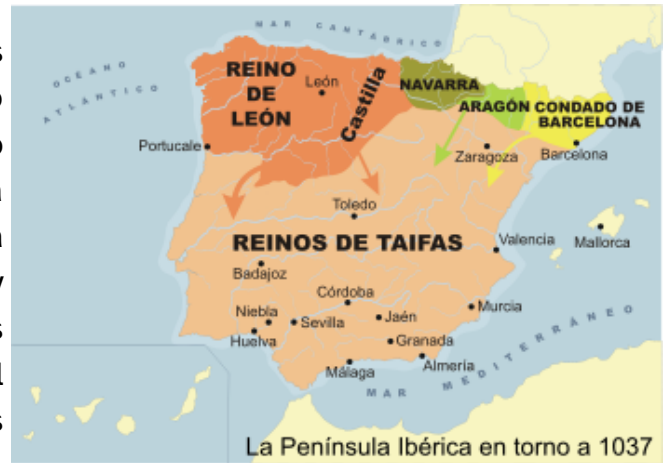 MAR CANTÁBRICO
OCÉANO
ATLÁNTICO
REINO
DE
LEÓN
León
Castilla
NAVARRA
ARAGÓN
CONDADO DE
BARCELONA
Portucale
Zaragoza
Barcelona
Toledo
REINOS DE TAIFAS
Valencia
Mallorca
Badajoz
Córdoba
Murcia
Niebla
Sevilla
Jaén
Huelva
Granada
Málaga
Almería
MAR MEDITERRÁNEO
La Península Ibérica en torno a 1037